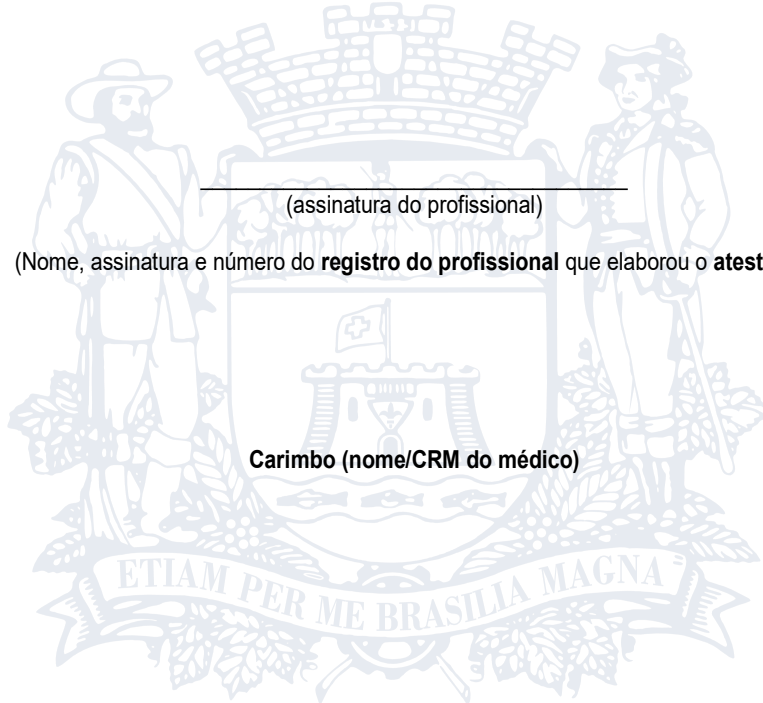 (assinatura do profissional)
(Nome, assinatura e número do registro do profissional que elaborou o atest
Carimbo (nome/CRM do médico)
ETIAM PER ME BRASILIA MAGNA